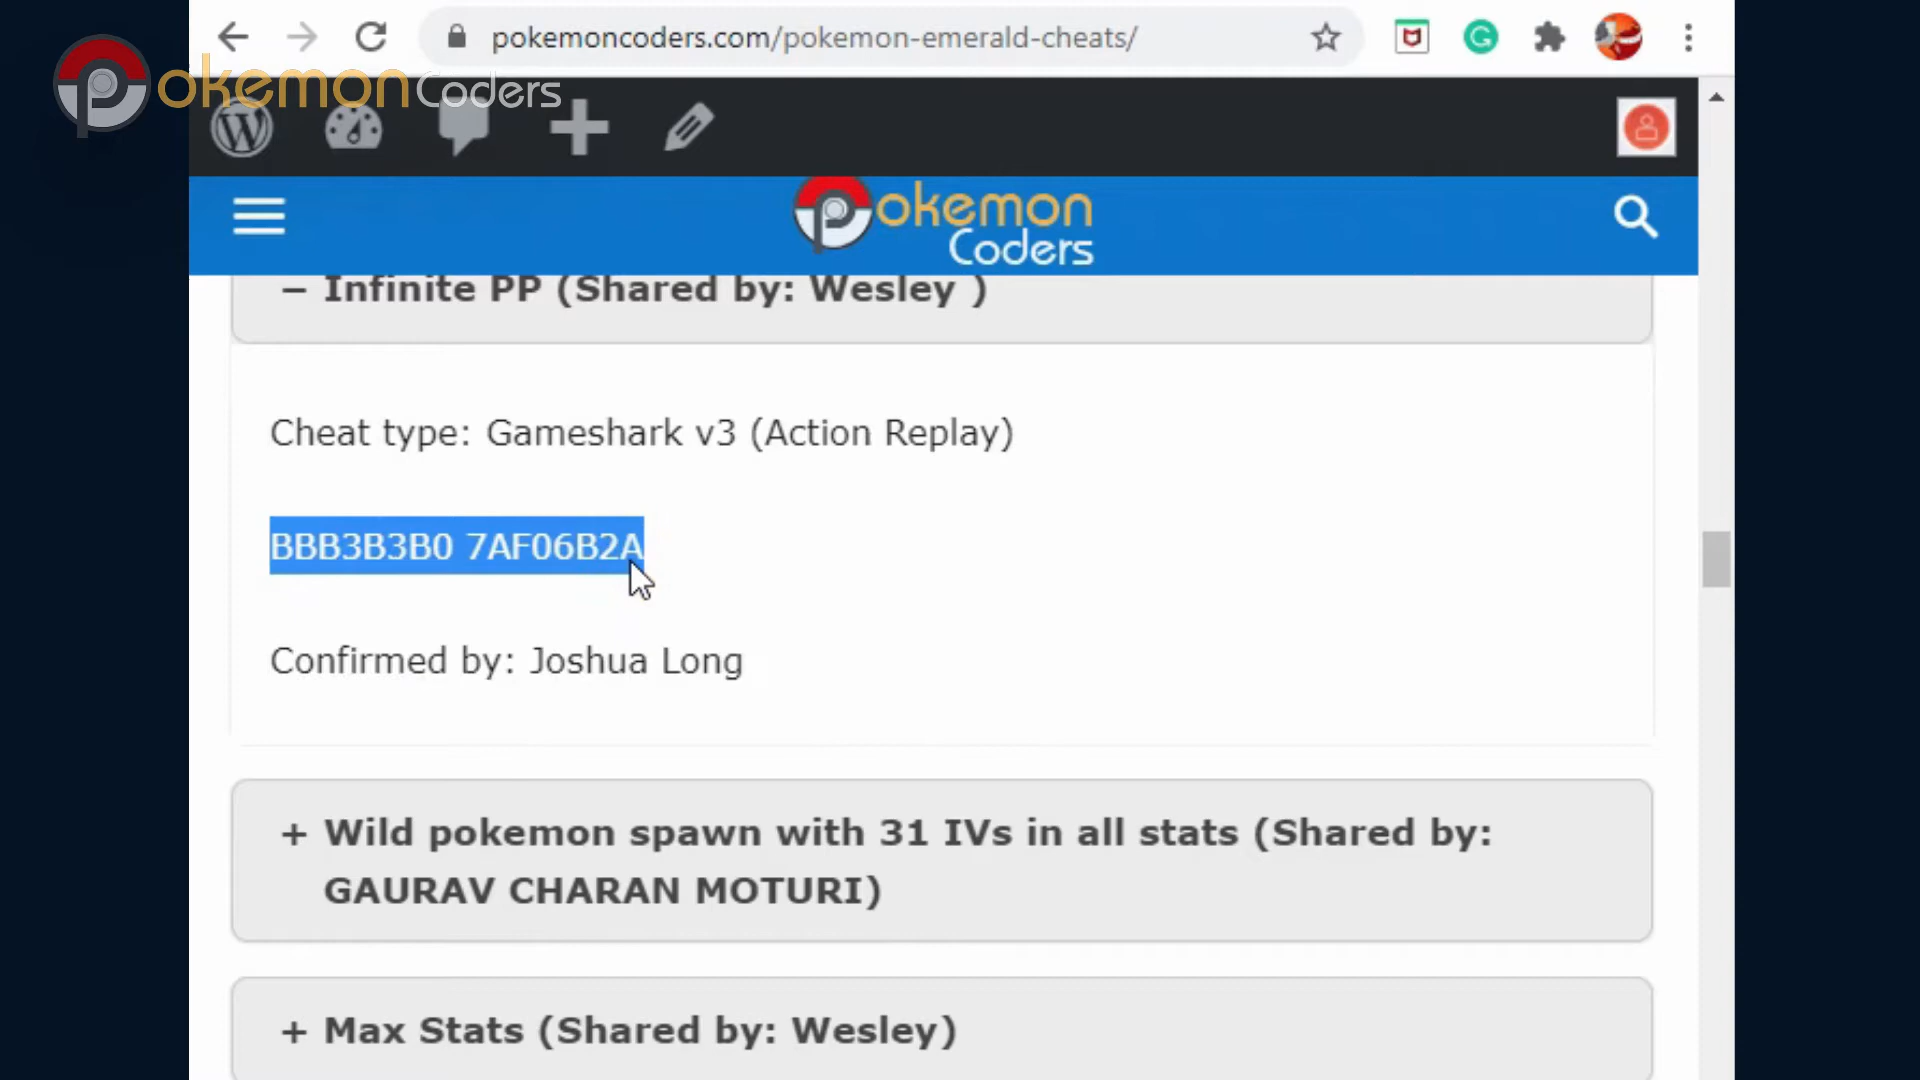 pokemoncoders.com/pokemon-emerald-cheats/
Pokemon Coders
Pokemon
Coders
– Infinite PP (Shared by: Wesley )
Cheat type: Gameshark v3 (Action Replay)
BBB3B3B0 7AF06B2A
Confirmed by: Joshua Long
+ Wild pokemon spawn with 31 IVs in all stats (Shared by:
GAURAV CHARAN MOTURI)
+ Max Stats (Shared by: Wesley)